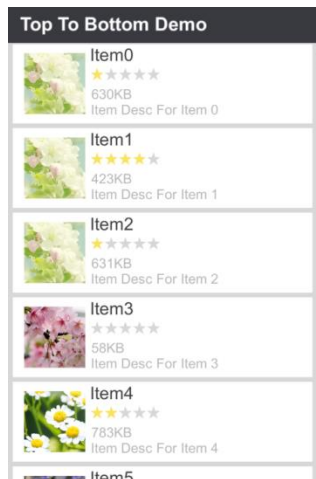 Top To Bottom Demo
Item0
630KB
Item Desc For Item 0
Item1
423KB
Item Desc For Item 1
Item2
631KB
Item Desc For Item 2
Item3
58KB
Item Desc For Item 3
Item4
783KB
Item Desc For Item 4
Item5